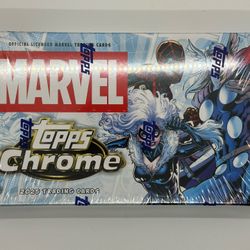 OFFICIAL LICENSED MARVEL TRADING CARDS
MARVEL
topps
Chrome
2025 TRADING CARDS